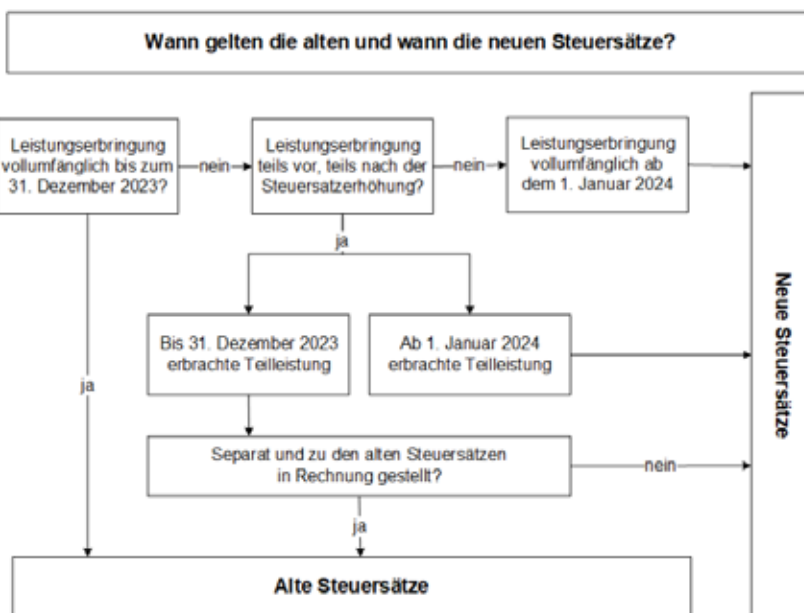 Wann gelten die alten und wann die neuen Steuersätze?
Leistungserbringung
vollumfänglich bis zum
31. Dezember 2023?
nein
Leistungserbringung
teils vor, teils nach der
Steuersatzerhöhung?
nein
Leistungserbringung
vollumfänglich ab
dem 1. Januar 2024
ja
Bis 31. Dezember 2023
erbrachte Teilleistung
Ab 1. Januar 2024
erbrachte Teilleistung
Neue Steuersätze
ja
Separat und zu den alten Steuersätzen
in Rechnung gestellt?
nein
ja
Alte Steuersätze